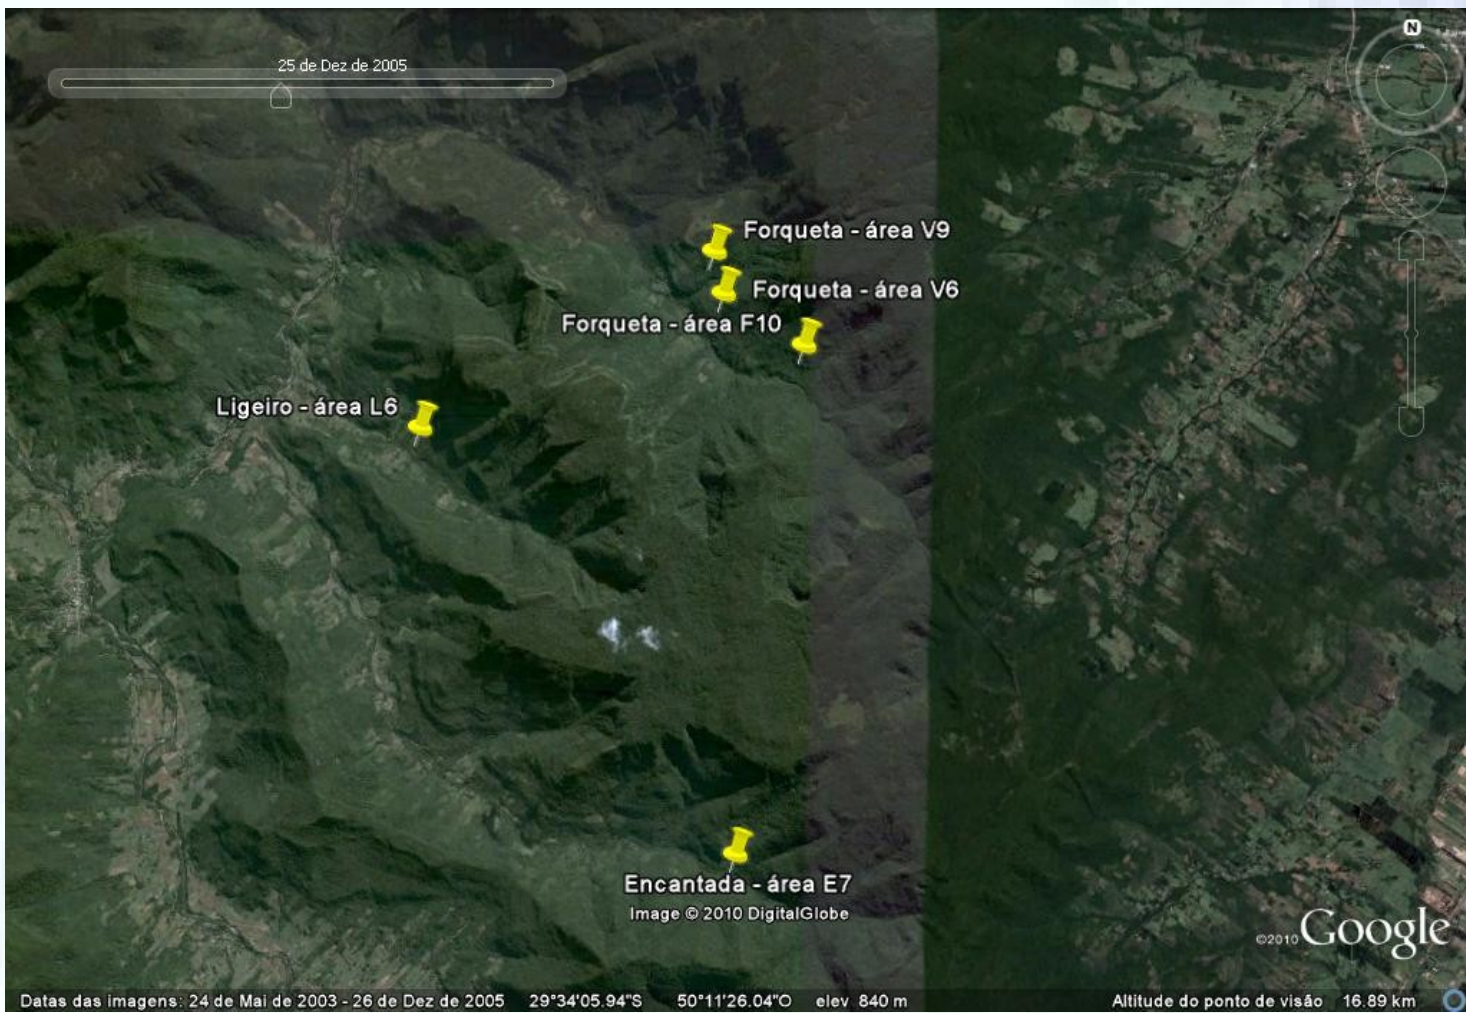 25 de Dez de 2005
N
Forqueta - área V9
Forqueta - área V6
Forqueta - área F10
Ligeiro - área L6
Encantada - área E7
Image © 2010 DigitalGlobe
©2010 Google
Datas das imagens: 24 de Mai de 2003 - 26 de Dez de 2005 29°34'05.94"S 50°11'26.04"O elev 840 m Altitude do ponto de visão 16.89 km